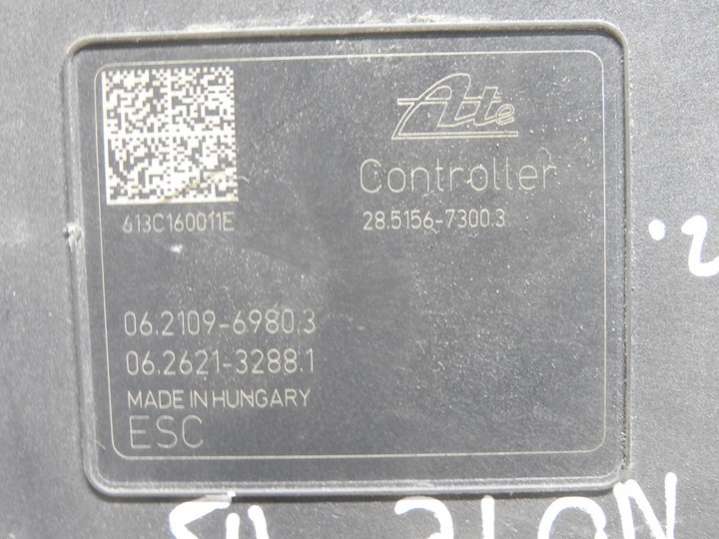 Ate
Controller
613C160011E
28.5156-7300.3
06.2109-6980.3
06.2621-3288.1
MADE IN HUNGARY
ESC